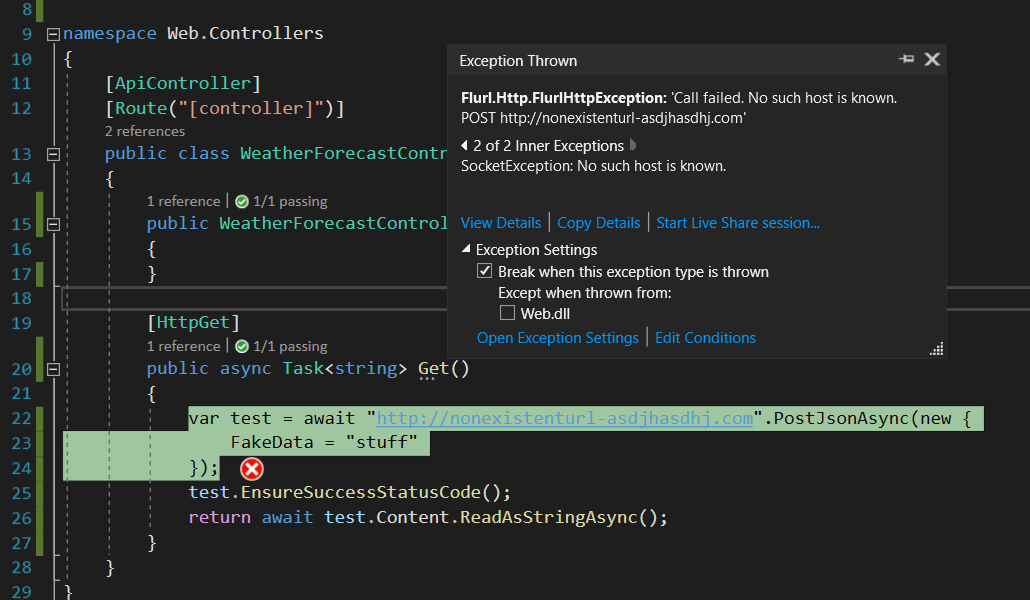 8
9 namespace Web.Controllers
10 {
11 [ApiController]
12 [Route("[controller]")]
2 references
13 public class WeatherForecastContr
14 {
1 reference | 1/1 passing
15 public WeatherForecastControl
16 {
17 }
18
19 [HttpGet]
1 reference | 1/1 passing
20 public async Task<string> Get()
21 {
22 var test = await "http://nonexistenturl-asdjhasdhj.com".PostJsonAsync(new {
23 FakeData = "stuff"
24 });
25 test.EnsureSuccessStatusCode();
26 return await test.Content.ReadAsStringAsync();
27 }
28 }
29 }
Exception Thrown
Flurl.Http.FlurlHttpException: 'Call failed. No such host is known.
POST http://nonexistenturl-asdjhasdhj.com'
2 of 2 Inner Exceptions
SocketException: No such host is known.
View Details | Copy Details | Start Live Share session...
Exception Settings
Break when this exception type is thrown
Except when thrown from:
Web.dll
Open Exception Settings | Edit Conditions